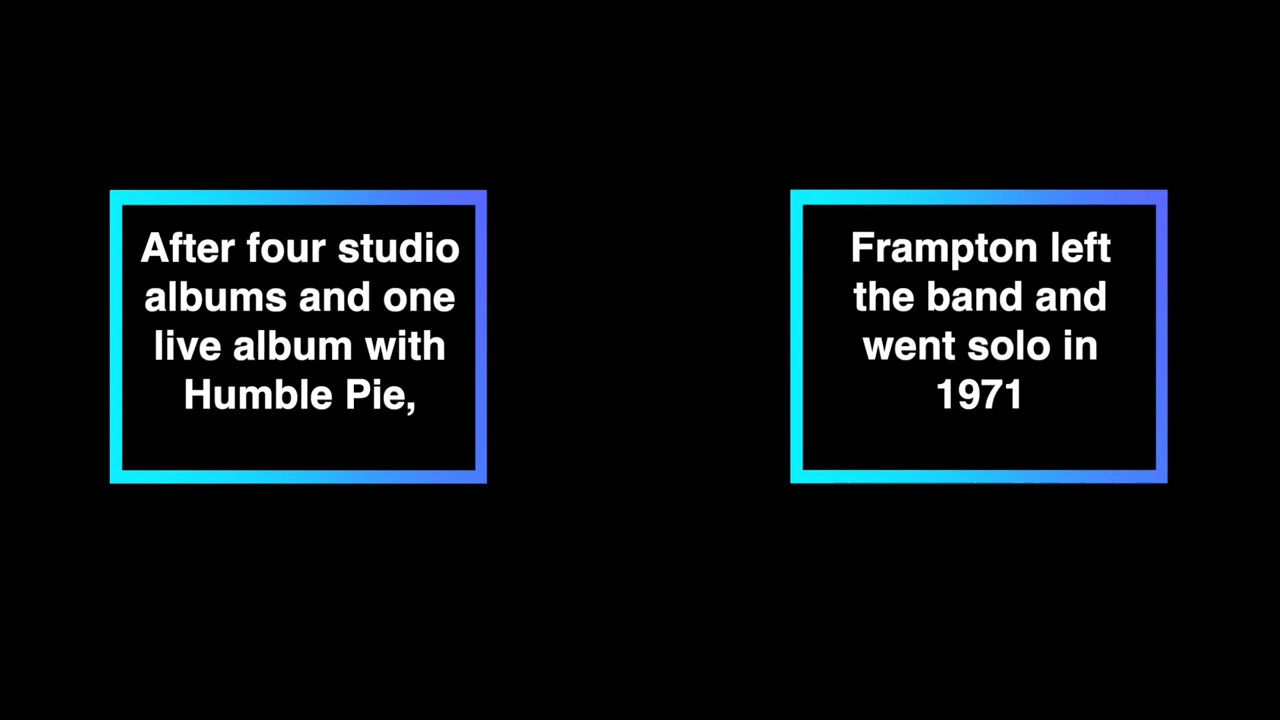 After four studio
albums and one
live album with
Humble Pie,
Frampton left
the band and
went solo in
1971